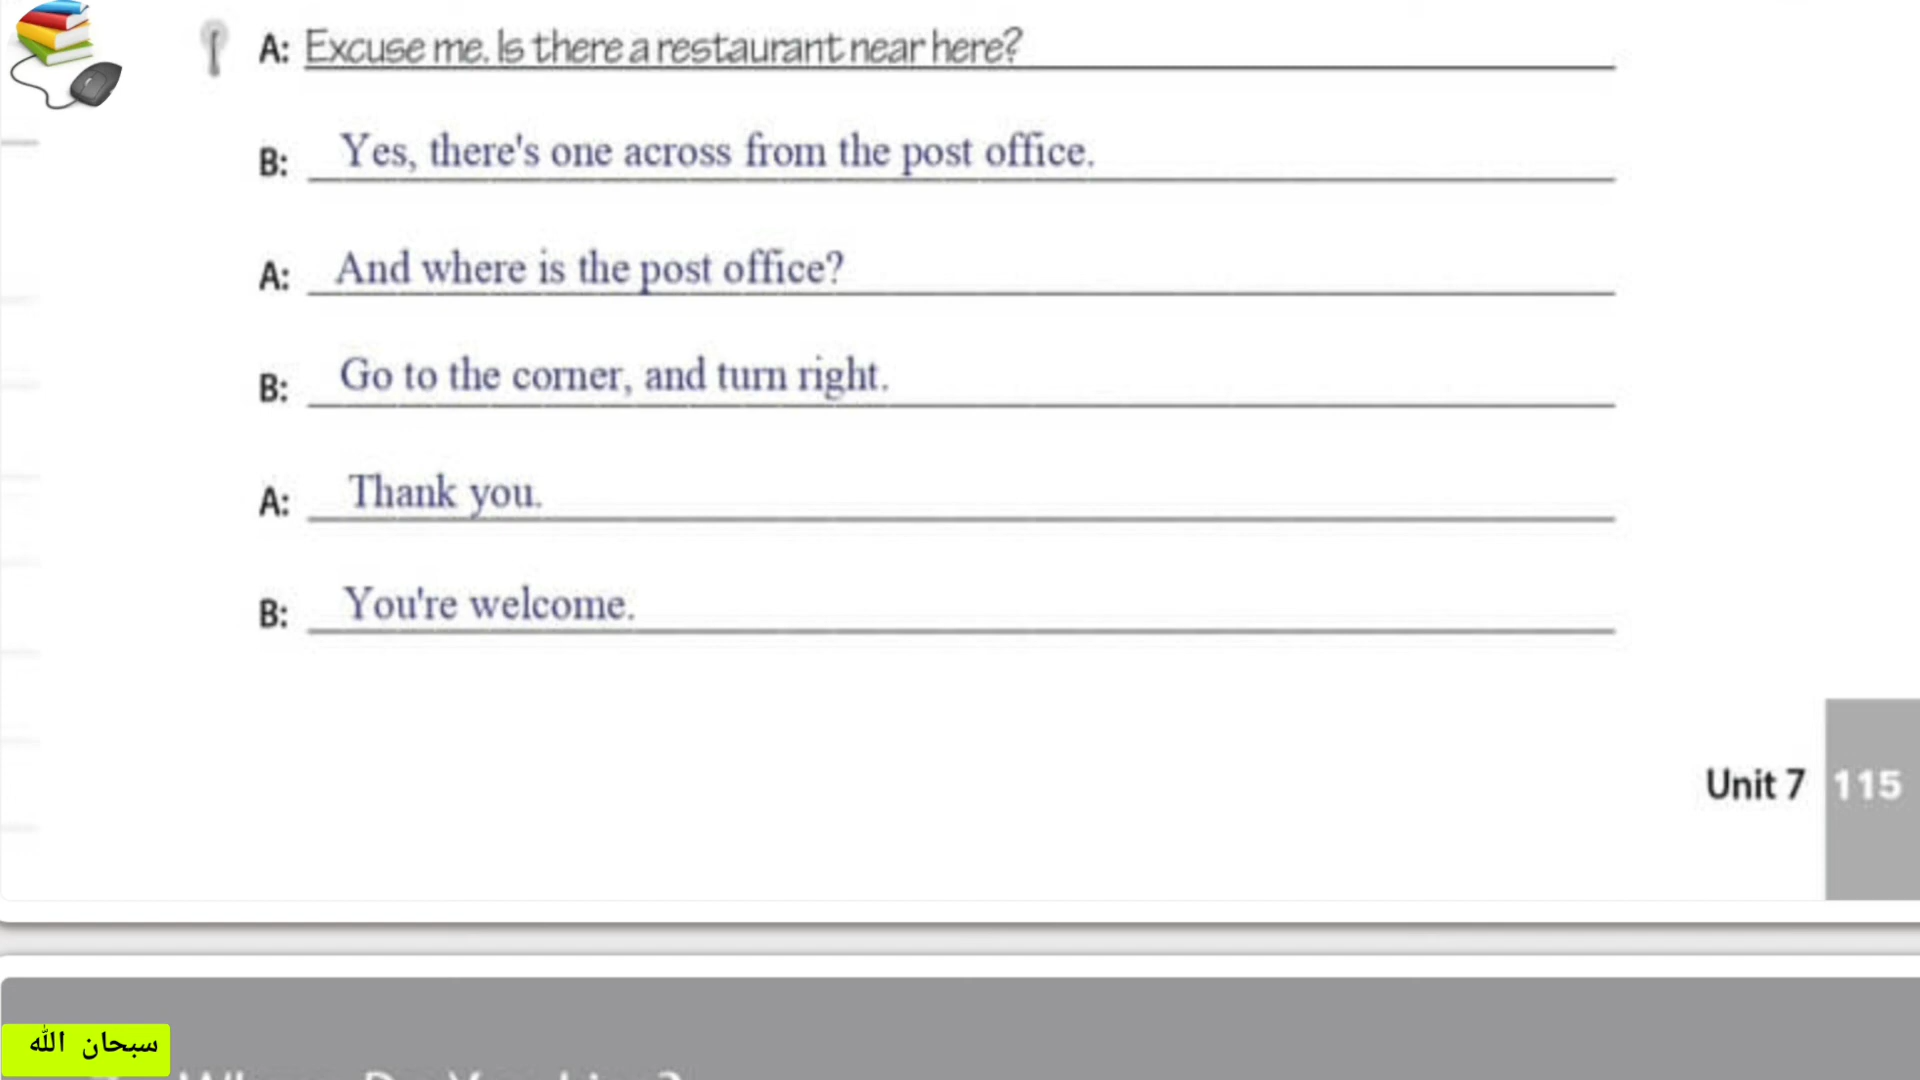 A: Excuse me. Is there a restaurant near here?
B: Yes, there's one across from the post office.
A: And where is the post office?
B: Go to the corner, and turn right.
A: Thank you.
B: You're welcome.
Unit 7 115
سبحان الله